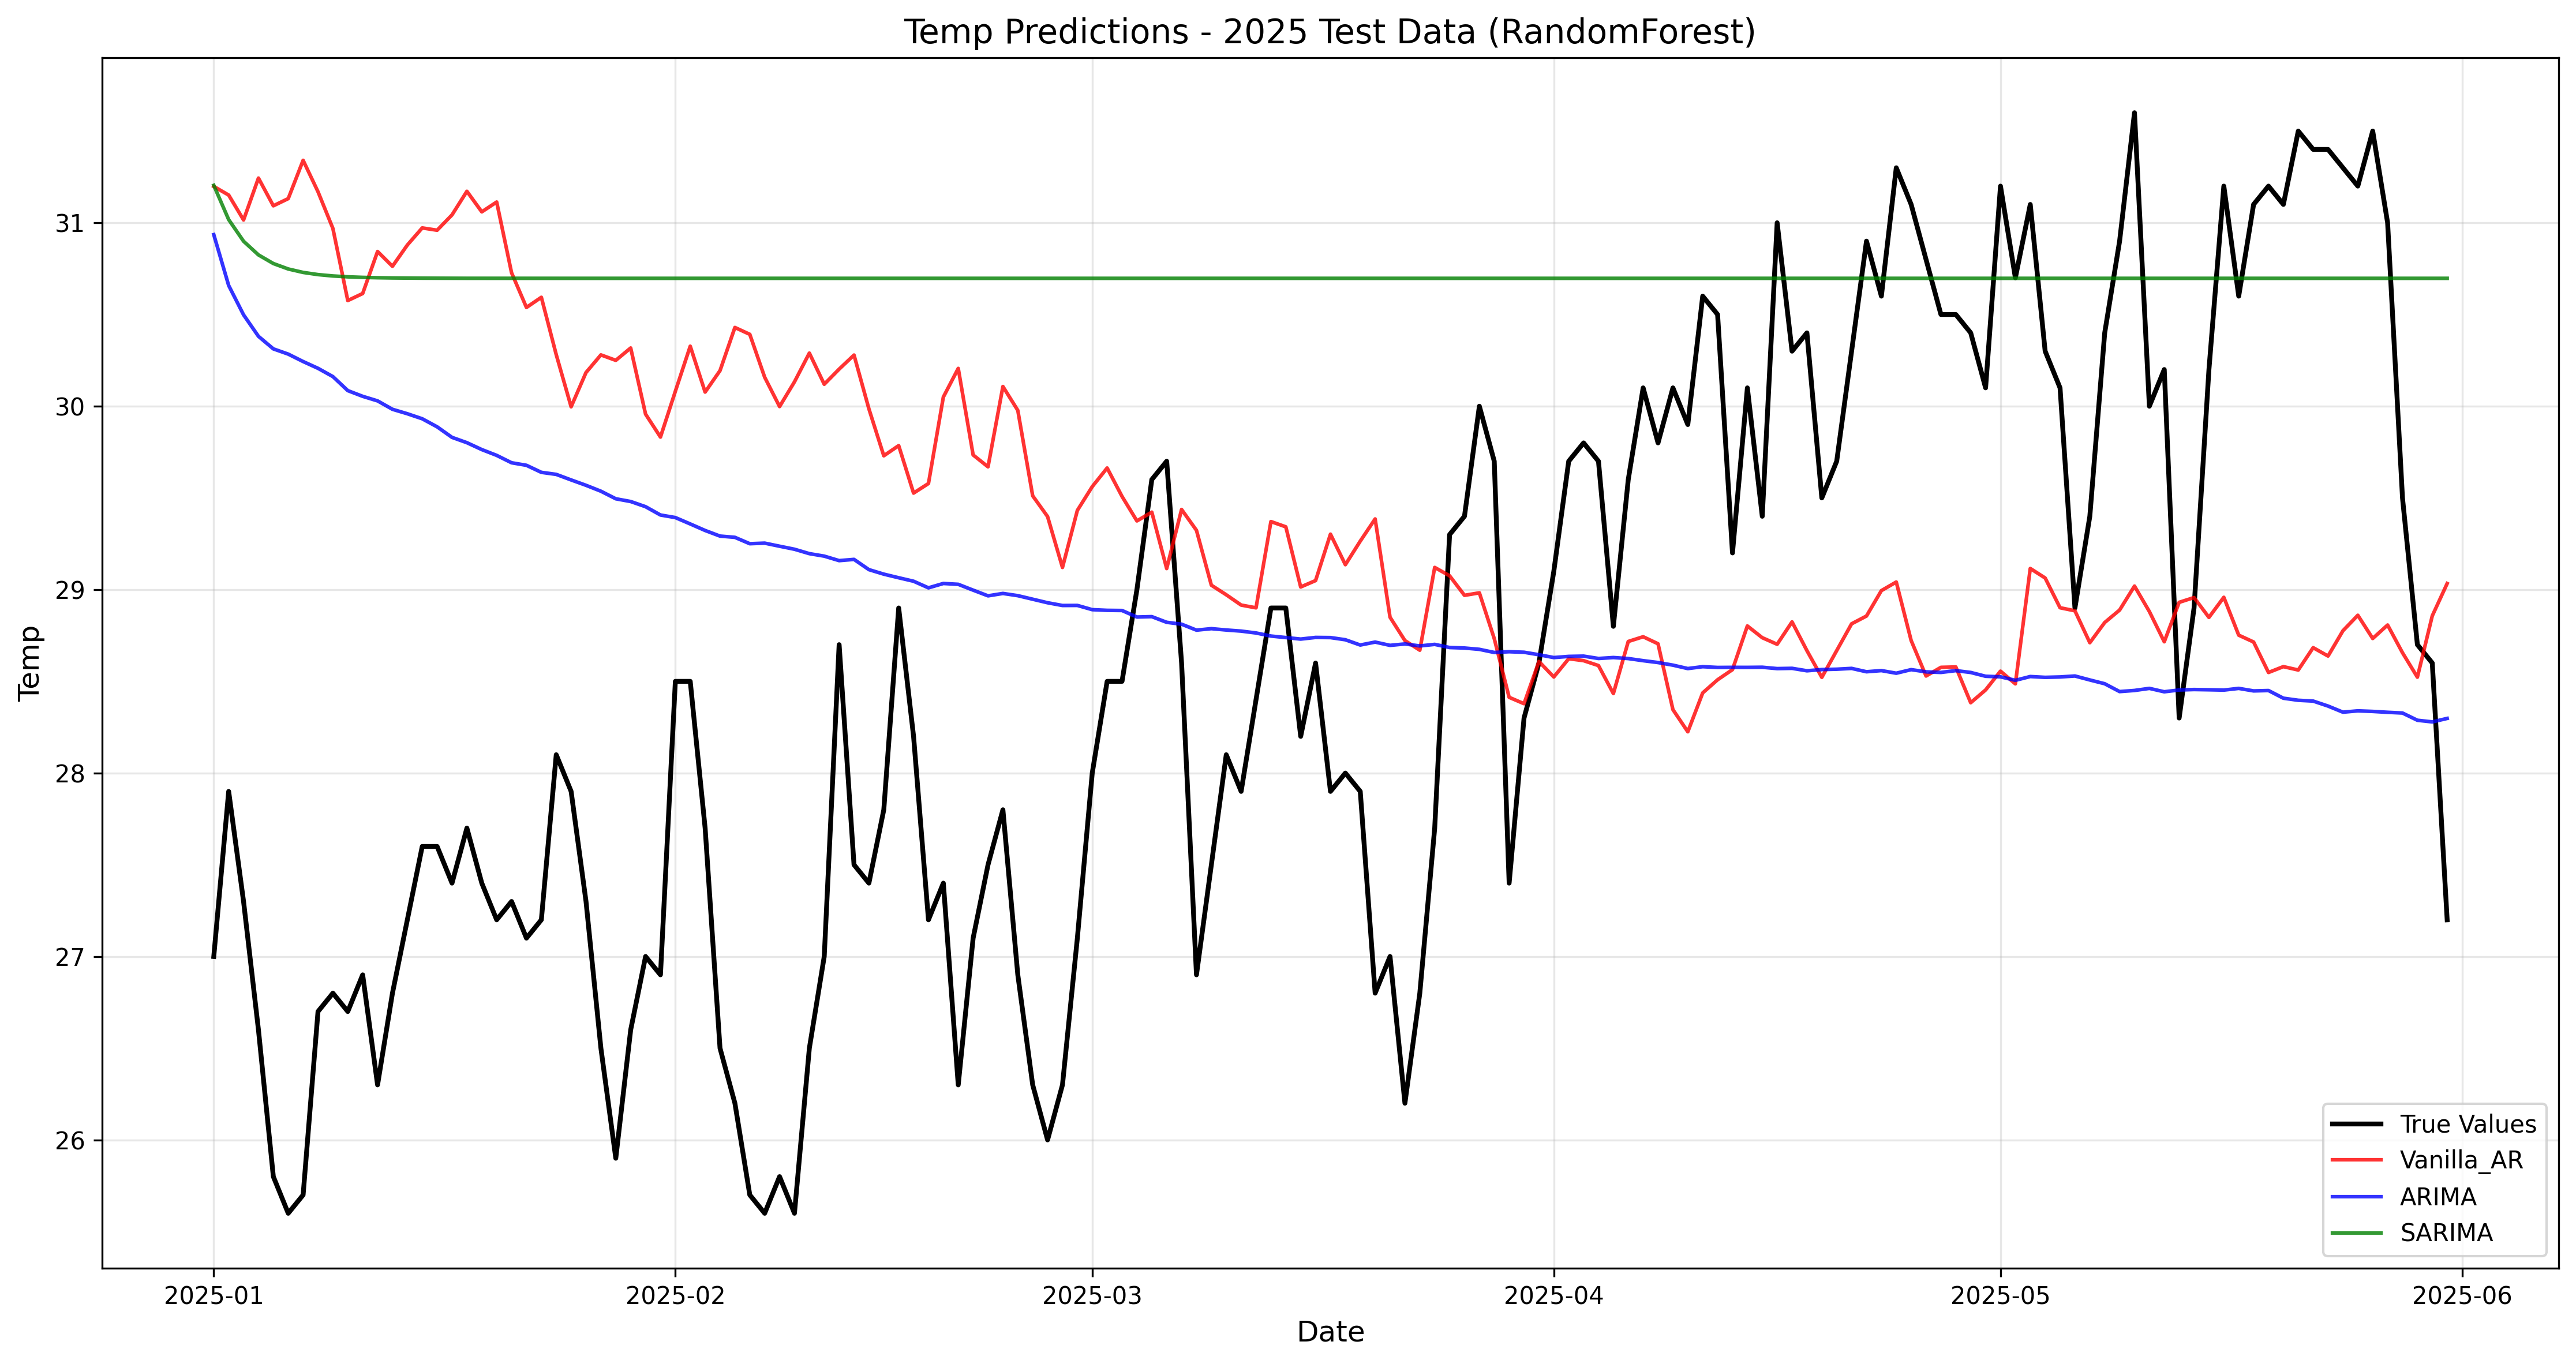 Temp Predictions - 2025 Test Data (RandomForest)
Temp
31
30
29
28
27
26
2025-01 2025-02 2025-03 2025-04 2025-05 2025-06
Date
True Values
Vanilla_AR
ARIMA
SARIMA